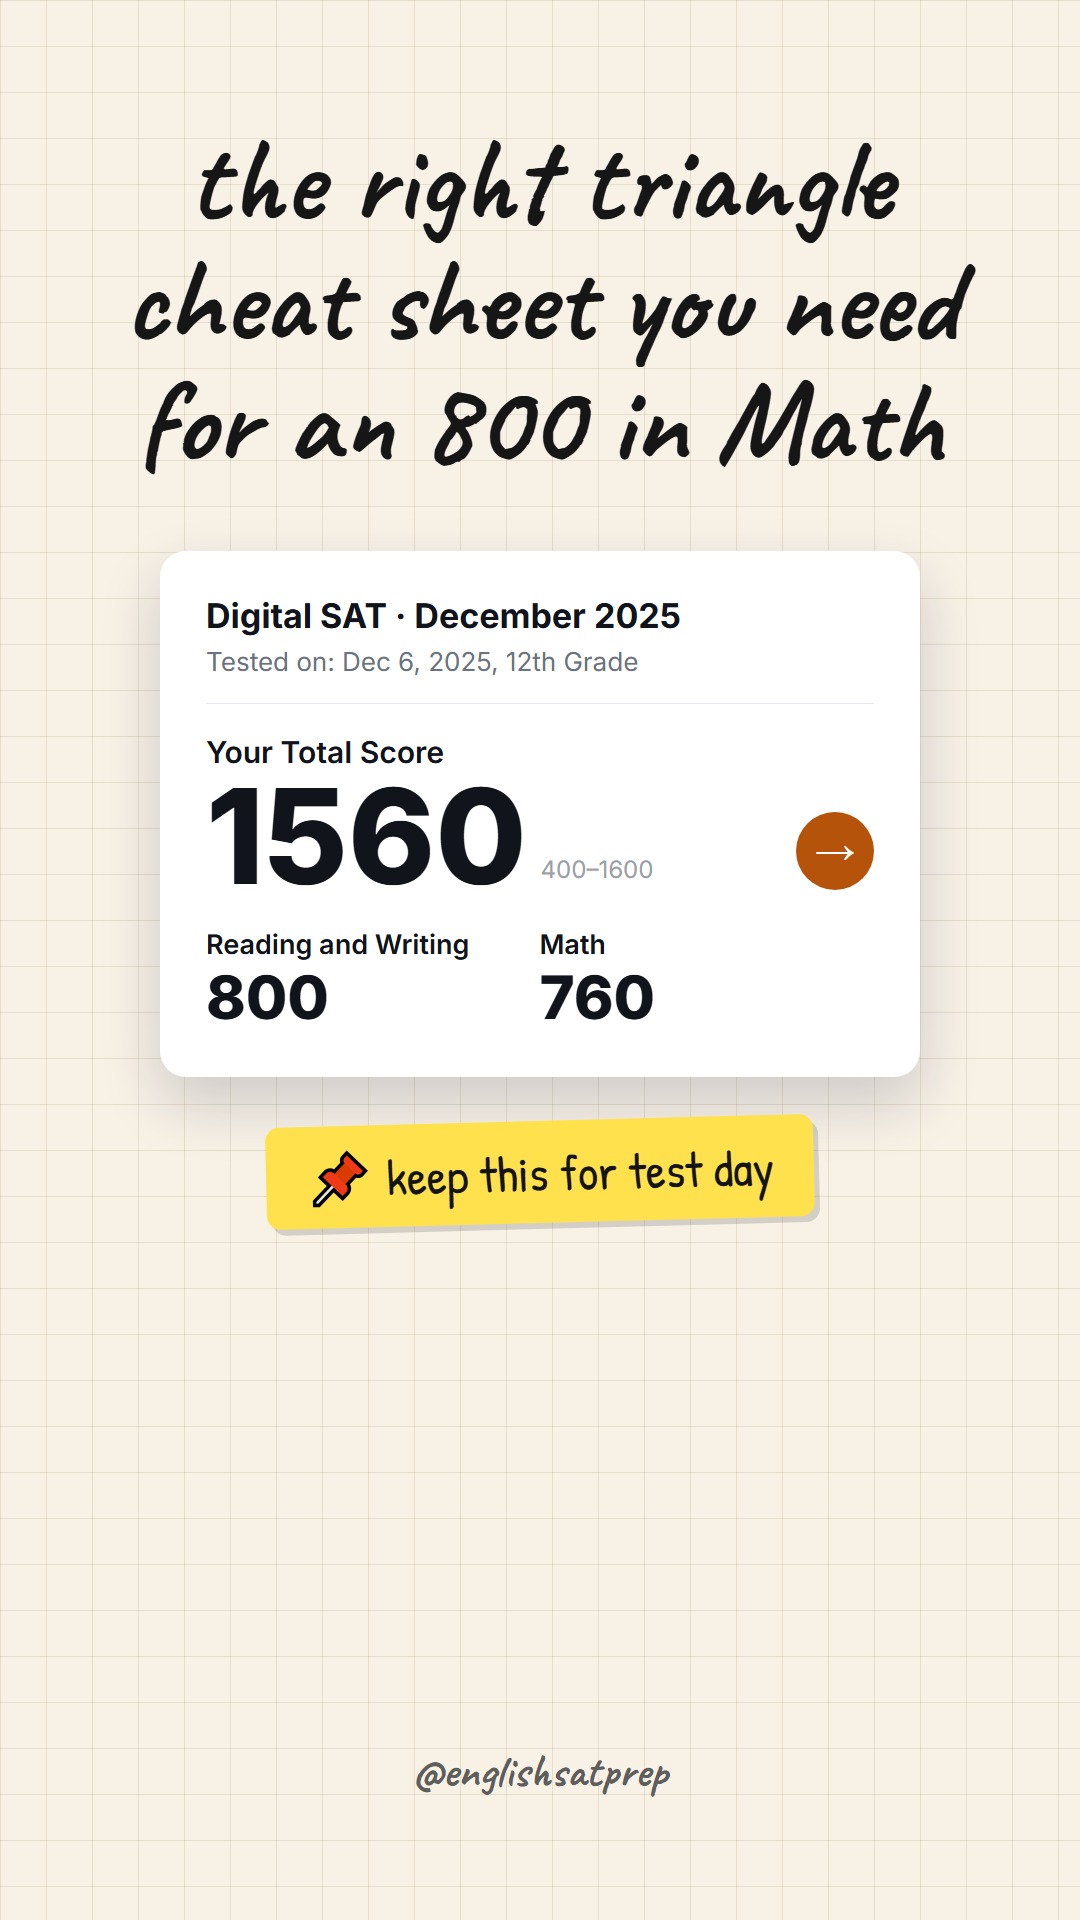 the right triangle
cheat sheet you need
for an 800 in Math
Digital SAT · December 2025
Tested on: Dec 6, 2025, 12th Grade
Your Total Score
1560 400–1600
→
Reading and Writing Math
800 760
📌 keep this for test day
@englishsatprep